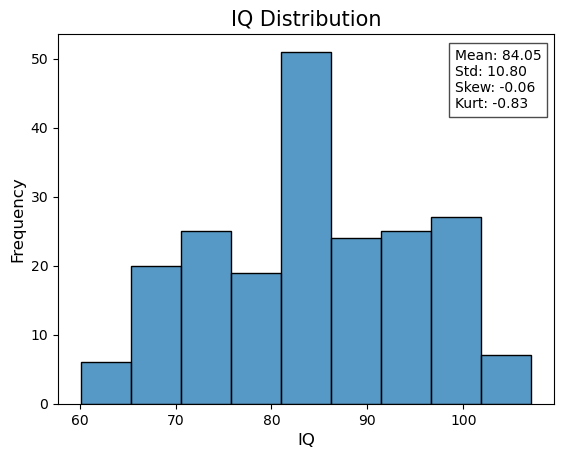 IQ Distribution
Mean: 84.05
Std: 10.80
Skew: -0.06
Kurt: -0.83
Frequency
50
40
30
20
10
0
60 70 80 90 100
IQ